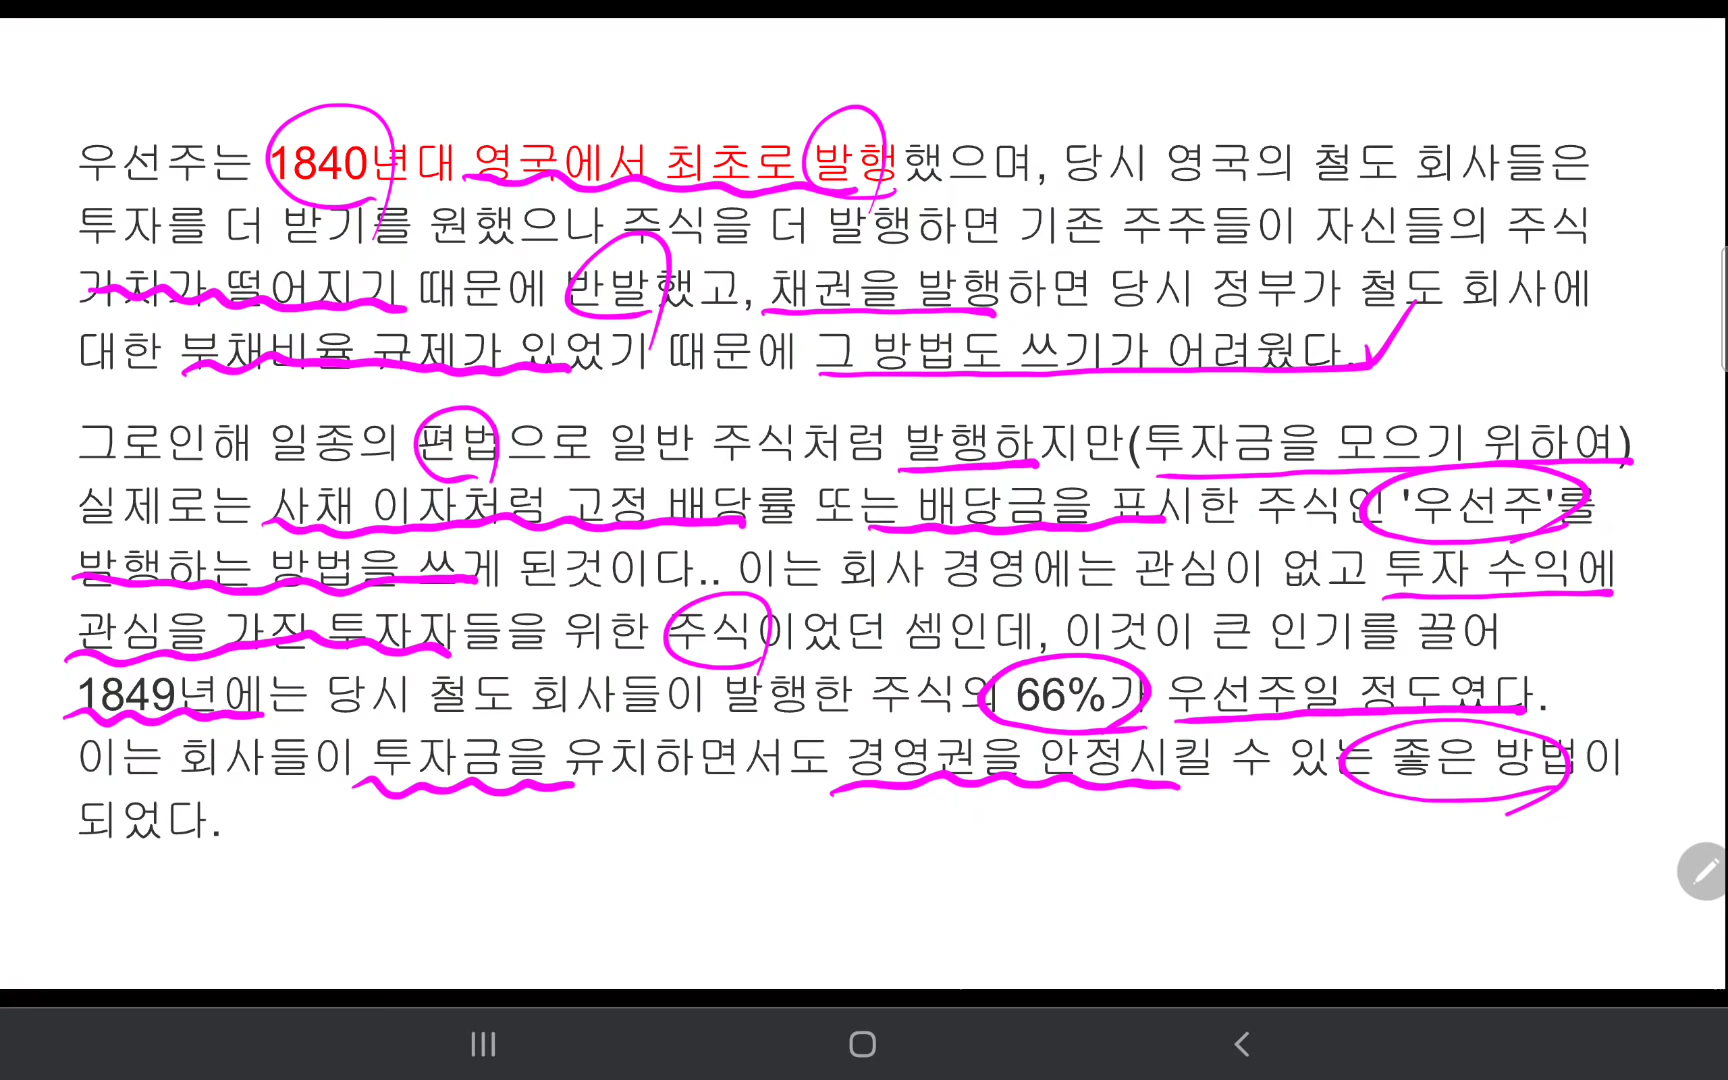 우선주는 1840년대 영국에서 최초로 발행했으며, 당시 영국의 철도 회사들은
투자를 더 받기를 원했으나 주식을 더 발행하면 기존 주주들이 자신들의 주식
가치가 떨어지기 때문에 반발했고, 채권을 발행하면 당시 정부가 철도 회사에
대한 부채비율 규제가 있었기 때문에 그 방법도 쓰기가 어려웠다.
그로인해 일종의 편법으로 일반 주식처럼 발행하지만(투자금을 모으기 위하여)
실제로는 사채 이자처럼 고정 배당률 또는 배당금을 표시한 주식인 '우선주'를
발행하는 방법을 쓰게 된것이다.. 이는 회사 경영에는 관심이 없고 투자 수익에
관심을 가진 투자자들을 위한 주식이었던 셈인데, 이것이 큰 인기를 끌어
1849년에는 당시 철도 회사들이 발행한 주식의 66%가 우선주일 정도였다.
이는 회사들이 투자금을 유치하면서도 경영권을 안정시킬 수 있는 좋은 방법이
되었다.